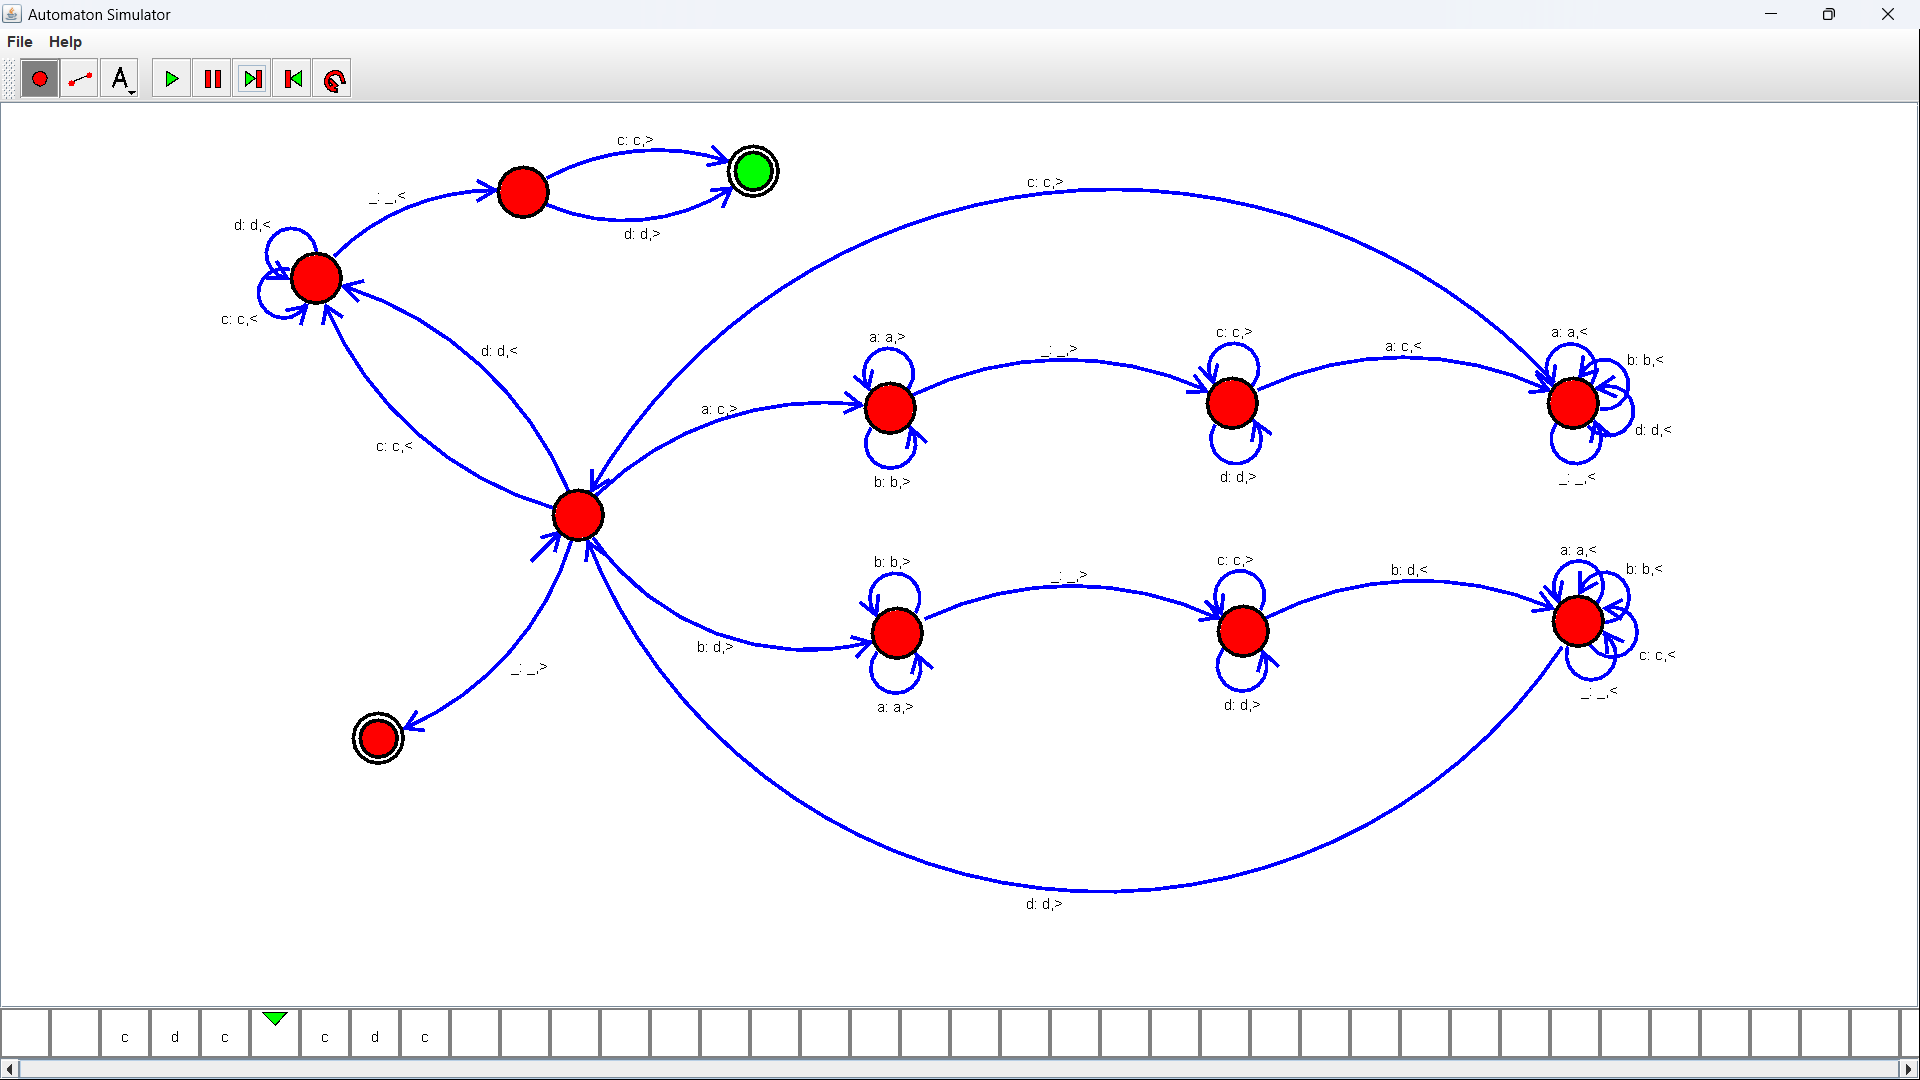 Automaton Simulator
File Help
A
c: c,>
_: _,<
d: d,>
d: d,<
c: c,<
c: c,>
d: d,<
c: c,<
a: c,>
a: a,>
b: b,>
_: _,>
c: c,>
d: d,>
a: c,<
a: a,<
b: b,<
d: d,<
_: _,<
b: d,>
b: b,>
a: a,>
_: _,>
c: c,>
d: d,>
b: d,<
a: a,<
b: b,<
c: c,<
_: _,<
_: _,>
d: d,>
c d c c d c